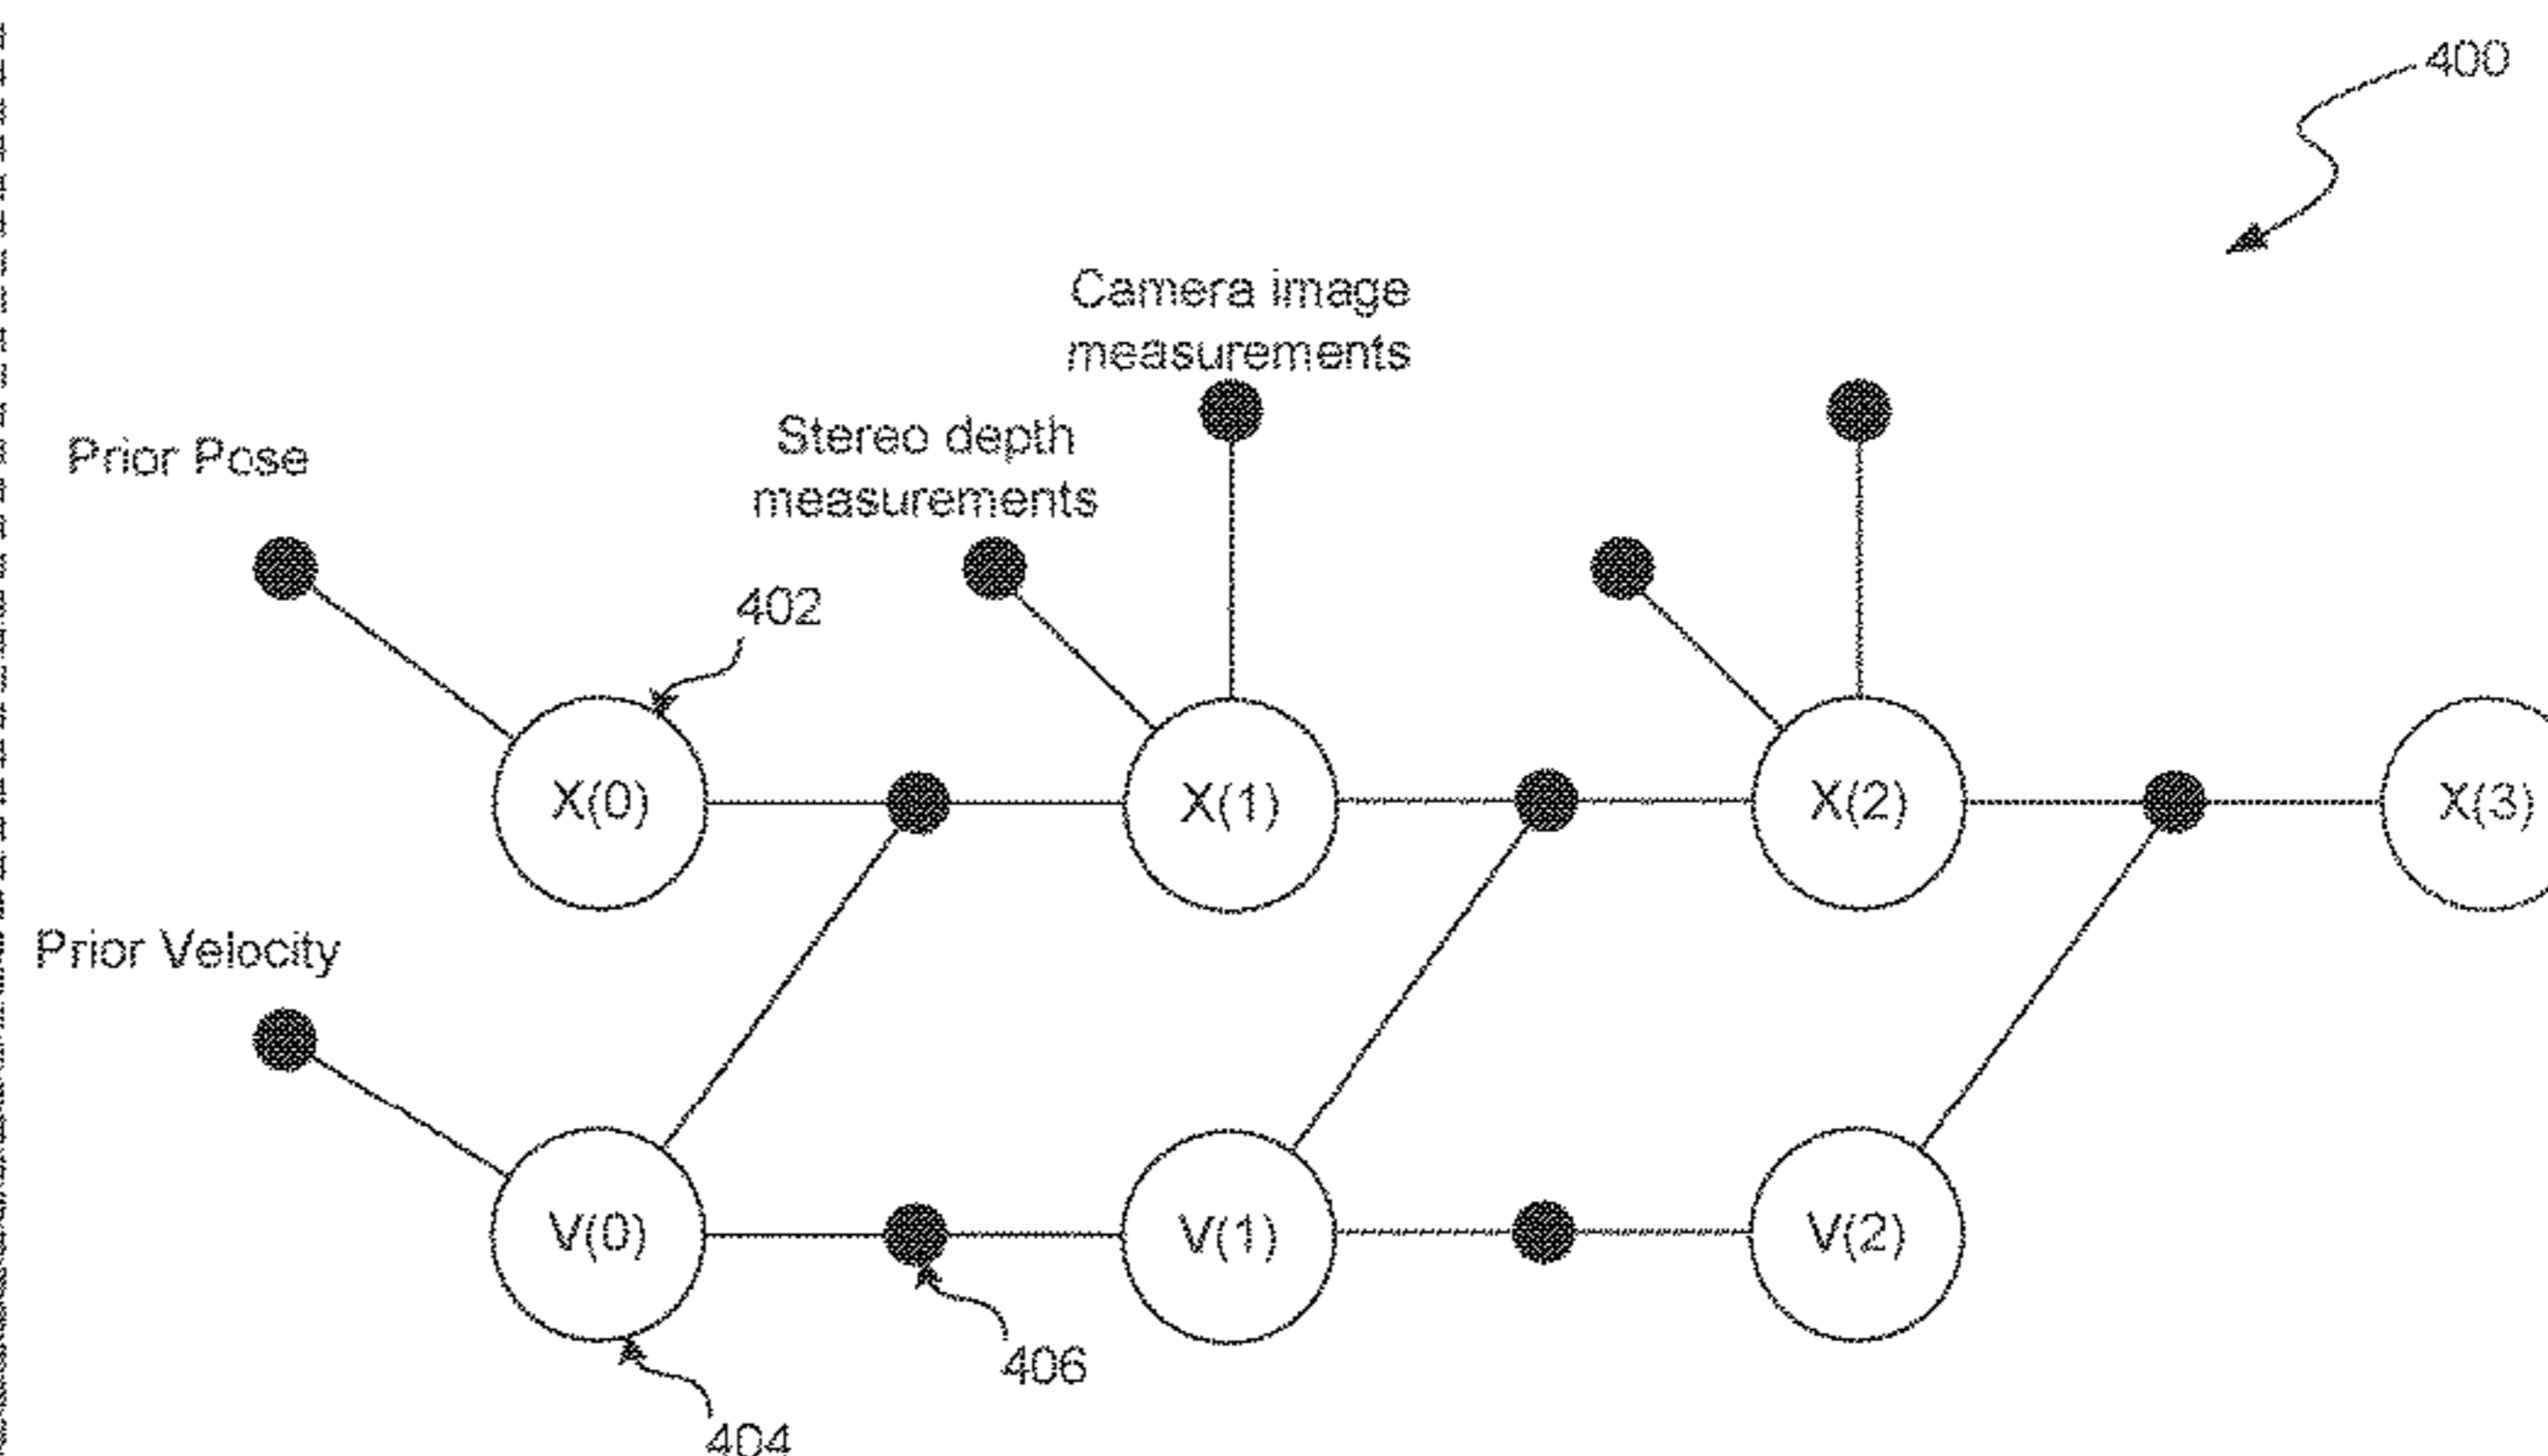 400
Camera image
measurements
Stereo depth
measurements
Prior Pose
402
X(0)
X(1)
X(2)
X(3)
Prior Velocity
V(0)
V(1)
V(2)
406
404